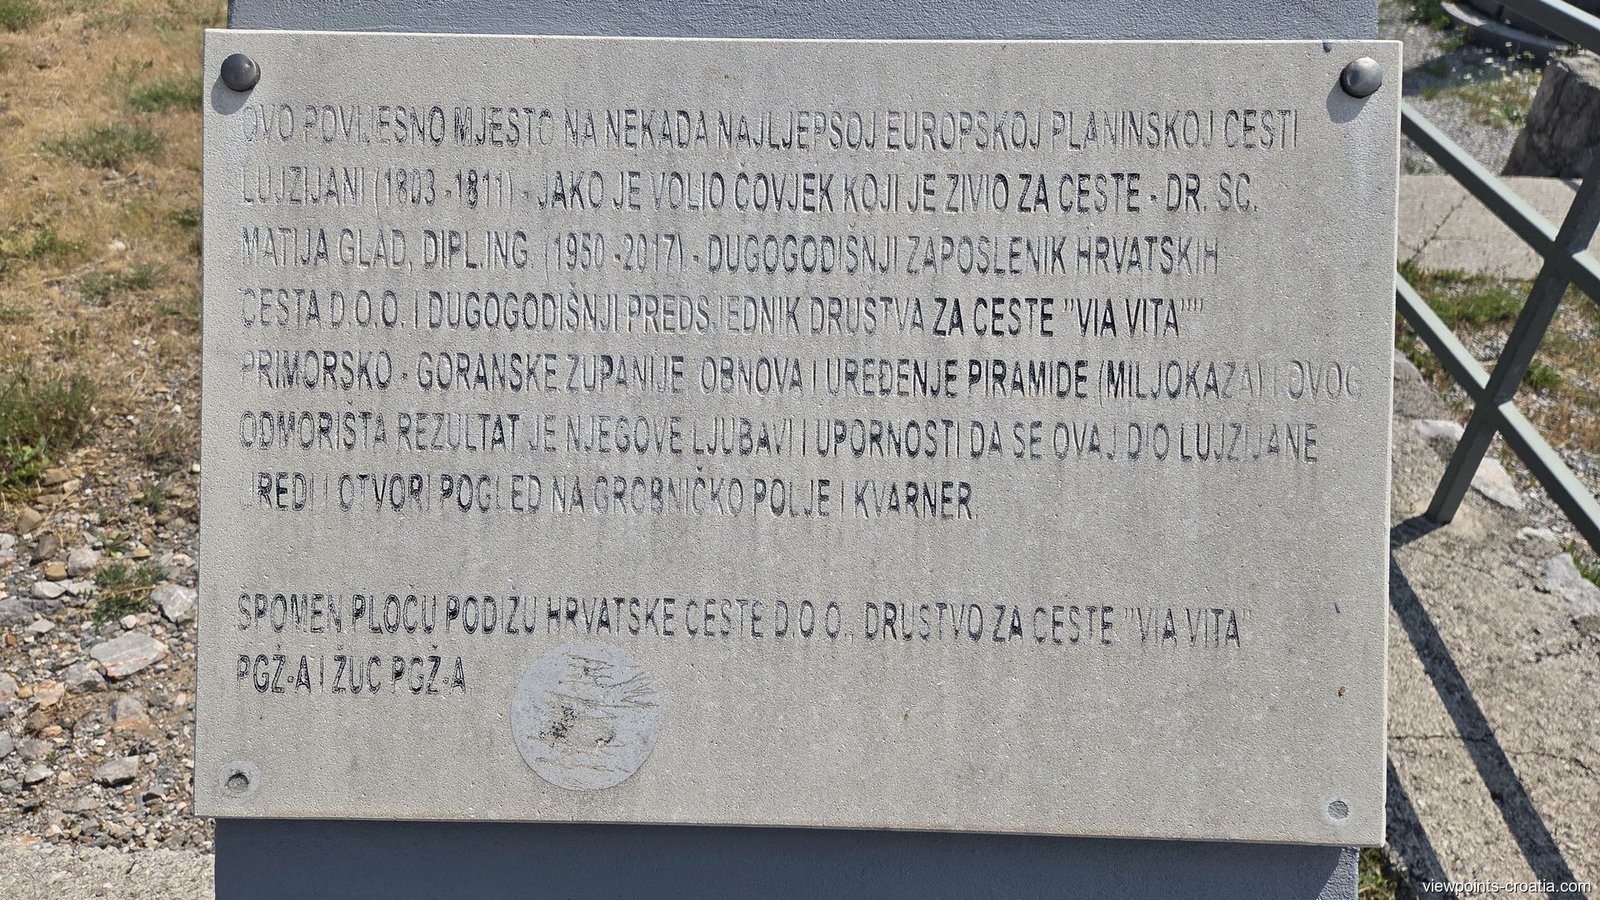 OVO POVIJESNO MJESTO NA NEKADA NAJLJEPŠOJ EUROPSKOJ PLANINSKOJ CESTI
LUJZIJANI (1803 -1811) - JAKO JE VOLIO ČOVJEK KOJI JE ŽIVIO ZA CESTE - DR. SC.
MATIJA GLAD, DIPL.ING. (1950 -2017) - DUGOGODIŠNJI ZAPOSLENIK HRVATSKIH
CESTA D.O.O. I DUGOGODIŠNJI PREDSJEDNIK DRUŠTVA ZA CESTE "VIA VITA""
PRIMORSKO - GORANSKE ŽUPANIJE. OBNOVA I UREĐENJE PIRAMIDE (MILJOKAZA) I OVOG
ODMORIŠTA REZULTAT JE NJEGOVE LJUBAVI I UPORNOSTI DA SE OVAJ DIO LUJZIJANE
UREDI I OTVORI POGLED NA GROBNIČKO POLJE I KVARNER.
SPOMEN PLOČU PODIŽU HRVATSKE CESTE D.O.O., DRUŠTVO ZA CESTE "VIA VITA"
PGŽ-A I ŽUC PGŽ-A
viewpoints-croatia.com